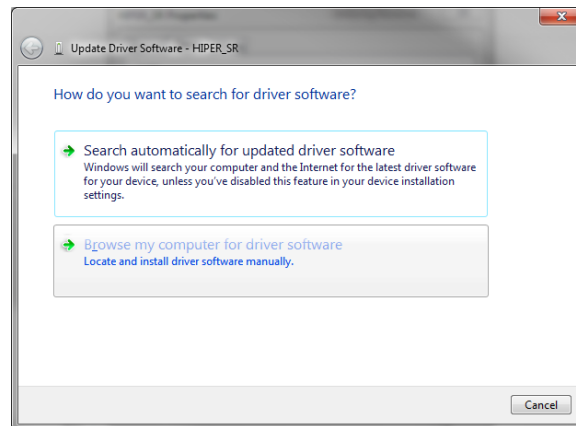 HIPER_SR Properties
Update Driver Software - HIPER_SR
How do you want to search for driver software?
Search automatically for updated driver software
Windows will search your computer and the Internet for the latest driver software
for your device, unless you've disabled this feature in your device installation
settings.
Browse my computer for driver software
Locate and install driver software manually.
Cancel